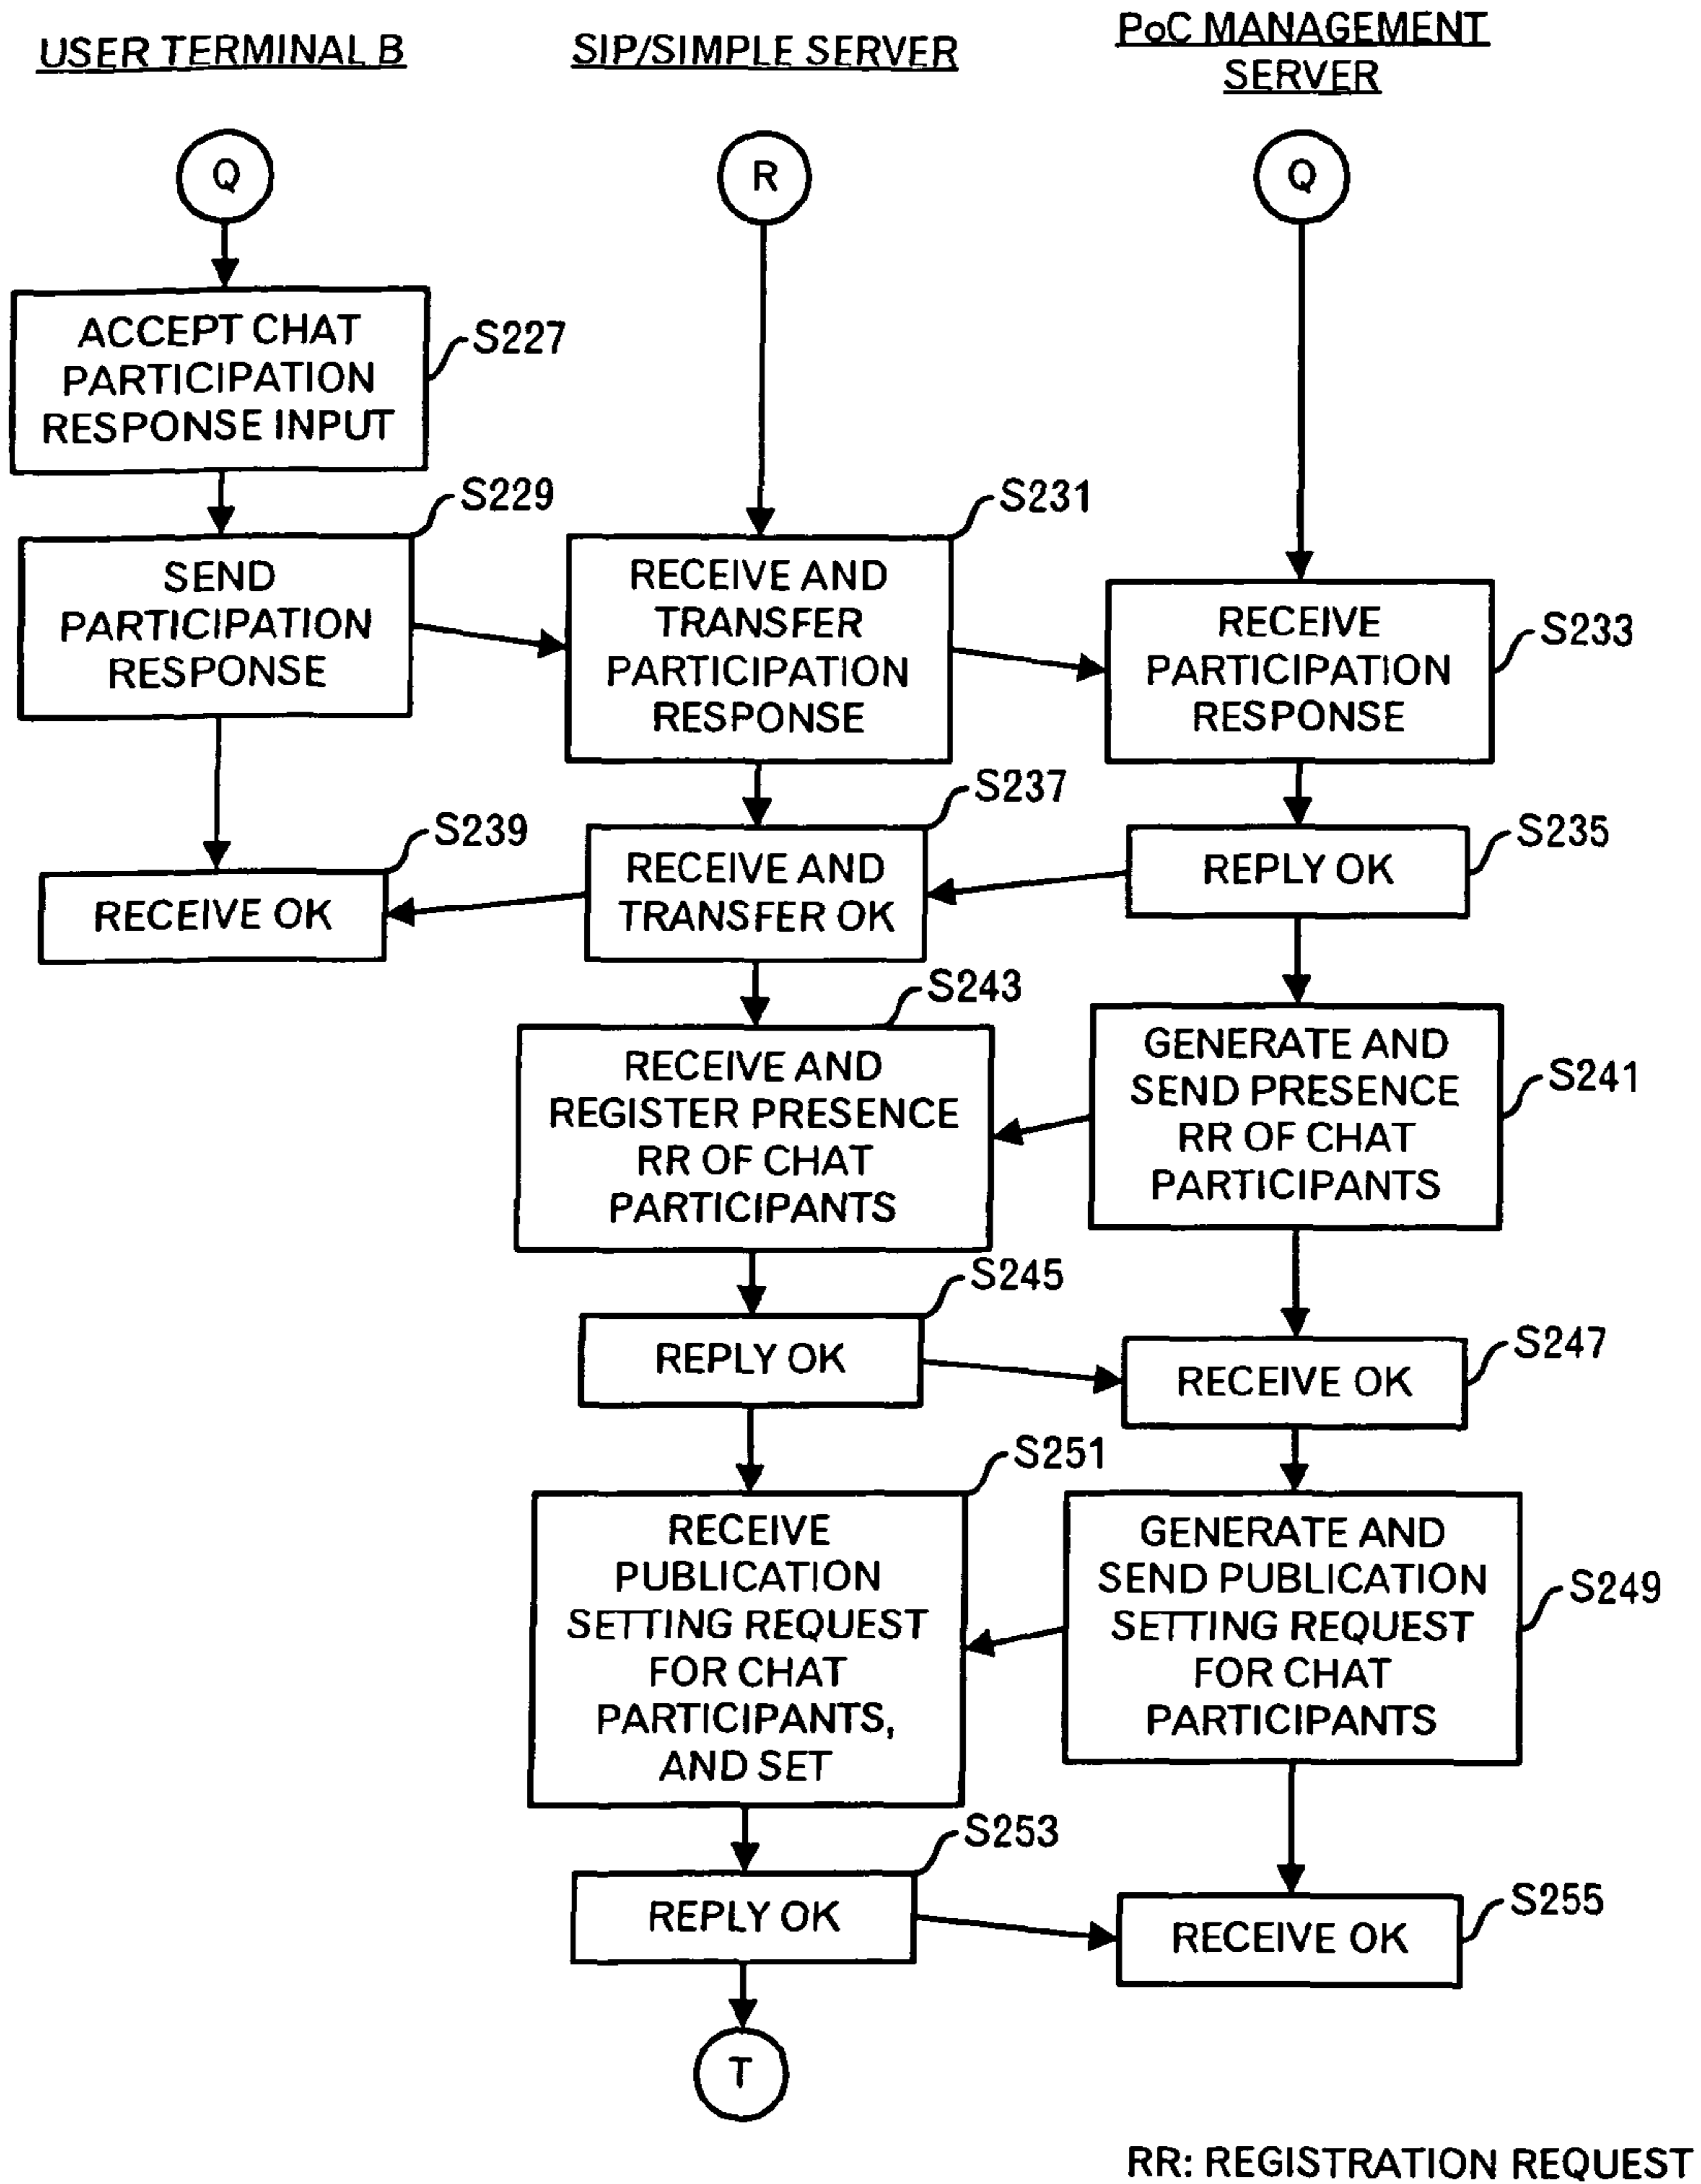 USER TERMINAL B
SIP/SIMPLE SERVER
PoC MANAGEMENT
SERVER
Q
R
Q
ACCEPT CHAT
PARTICIPATION
RESPONSE INPUT
S227
SEND
PARTICIPATION
RESPONSE
S229
RECEIVE AND
TRANSFER
PARTICIPATION
RESPONSE
S231
RECEIVE
PARTICIPATION
RESPONSE
S233
REPLY OK
S235
RECEIVE AND
TRANSFER OK
S237
RECEIVE OK
S239
GENERATE AND
SEND PRESENCE
RR OF CHAT
PARTICIPANTS
S241
RECEIVE AND
REGISTER PRESENCE
RR OF CHAT
PARTICIPANTS
S243
REPLY OK
S245
RECEIVE OK
S247
GENERATE AND
SEND PUBLICATION
SETTING REQUEST
FOR CHAT
PARTICIPANTS
S249
RECEIVE
PUBLICATION
SETTING REQUEST
FOR CHAT
PARTICIPANTS,
AND SET
S251
REPLY OK
S253
RECEIVE OK
S255
T
RR: REGISTRATION REQUEST